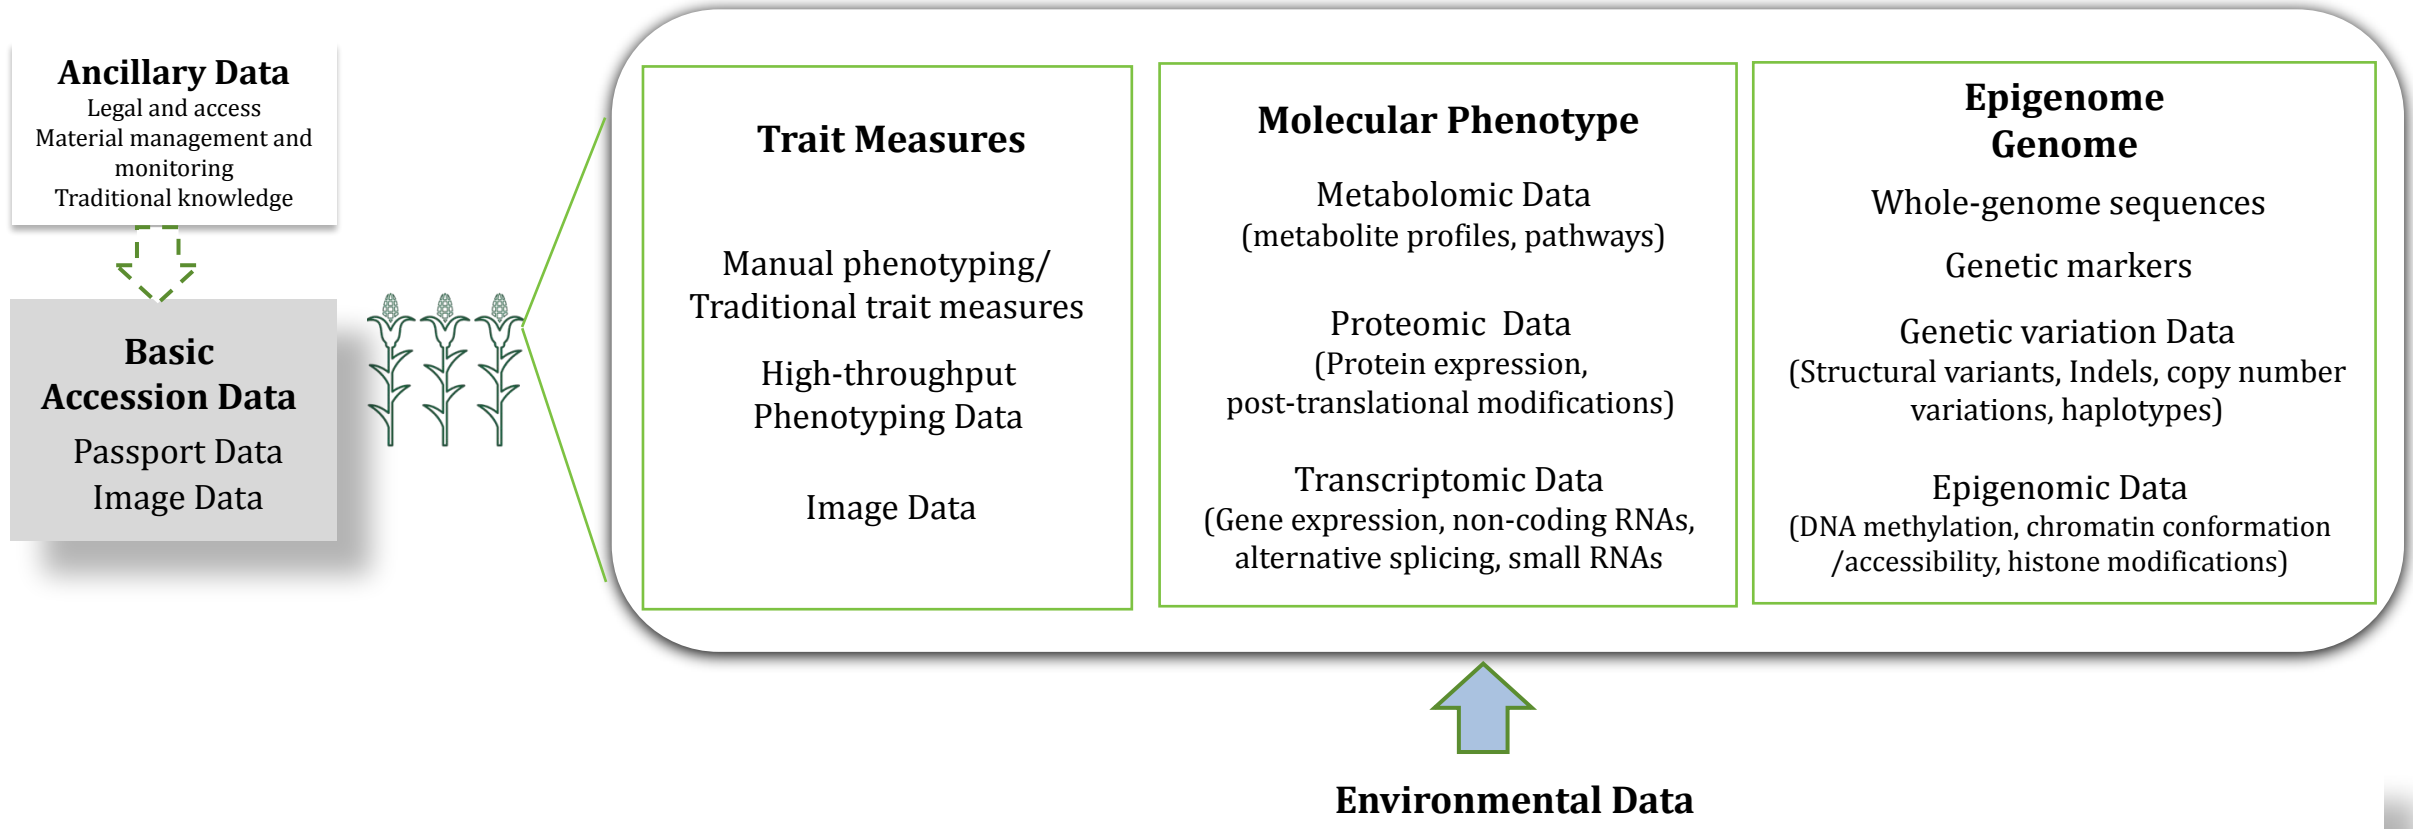 Ancillary Data
Legal and access
Material management and
monitoring
Traditional knowledge
Basic
Accession Data
Passport Data
Image Data
Trait Measures
Manual phenotyping/
Traditional trait measures
High-throughput
Phenotyping Data
Image Data
Molecular Phenotype
Metabolomic Data
(metabolite profiles, pathways)
Proteomic  Data
(Protein expression,
post-translational modifications)
Transcriptomic Data
(Gene expression, non-coding RNAs,
alternative splicing, small RNAs
Epigenome
Genome
Whole-genome sequences
Genetic markers
Genetic variation Data
(Structural variants, Indels, copy number
variations, haplotypes)
Epigenomic Data
(DNA methylation, chromatin conformation
/accessibility, histone modifications)
Environmental Data